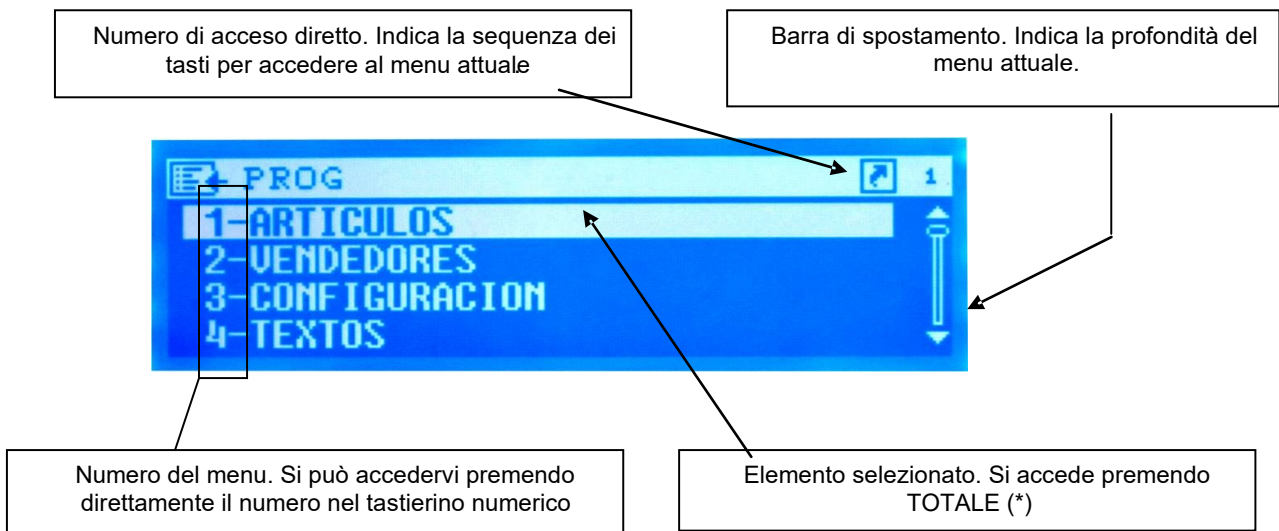 Numero di acceso diretto. Indica la sequenza dei
tasti per accedere al menu attuale
Barra di spostamento. Indica la profondità del
menu attuale.
PROG 1
1-ARTICULOS
2-VENDEDORES
3-CONFIGURACION
4-TEXTOS
Numero del menu. Si può accedervi premendo
direttamente il numero nel tastierino numerico
Elemento selezionato. Si accede premendo
TOTALE (*)